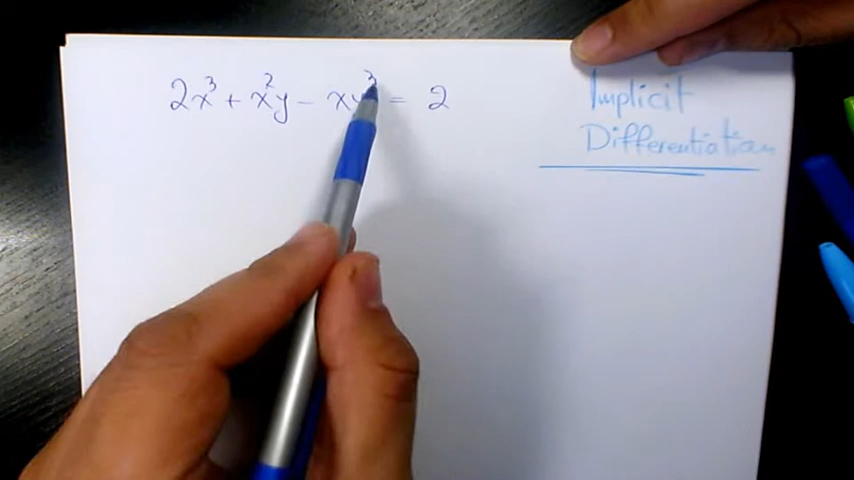 2x³ + x²y - xy³ = 2
Implicit
Differentiation